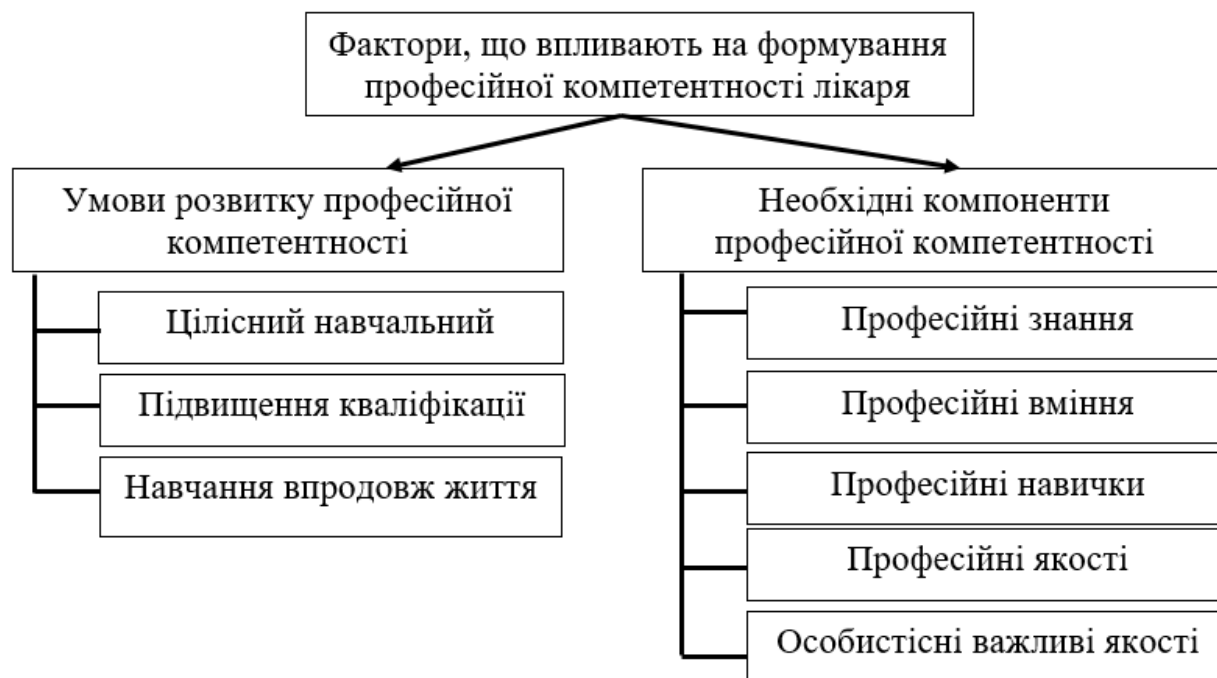 Фактори, що впливають на формування
професійної компетентності лікаря
Умови розвитку професійної
компетентності
Цілісний навчальний
Підвищення кваліфікації
Навчання впродовж життя
Необхідні компоненти
професійної компетентності
Професійні знання
Професійні вміння
Професійні навички
Професійні якості
Особистісні важливі якості